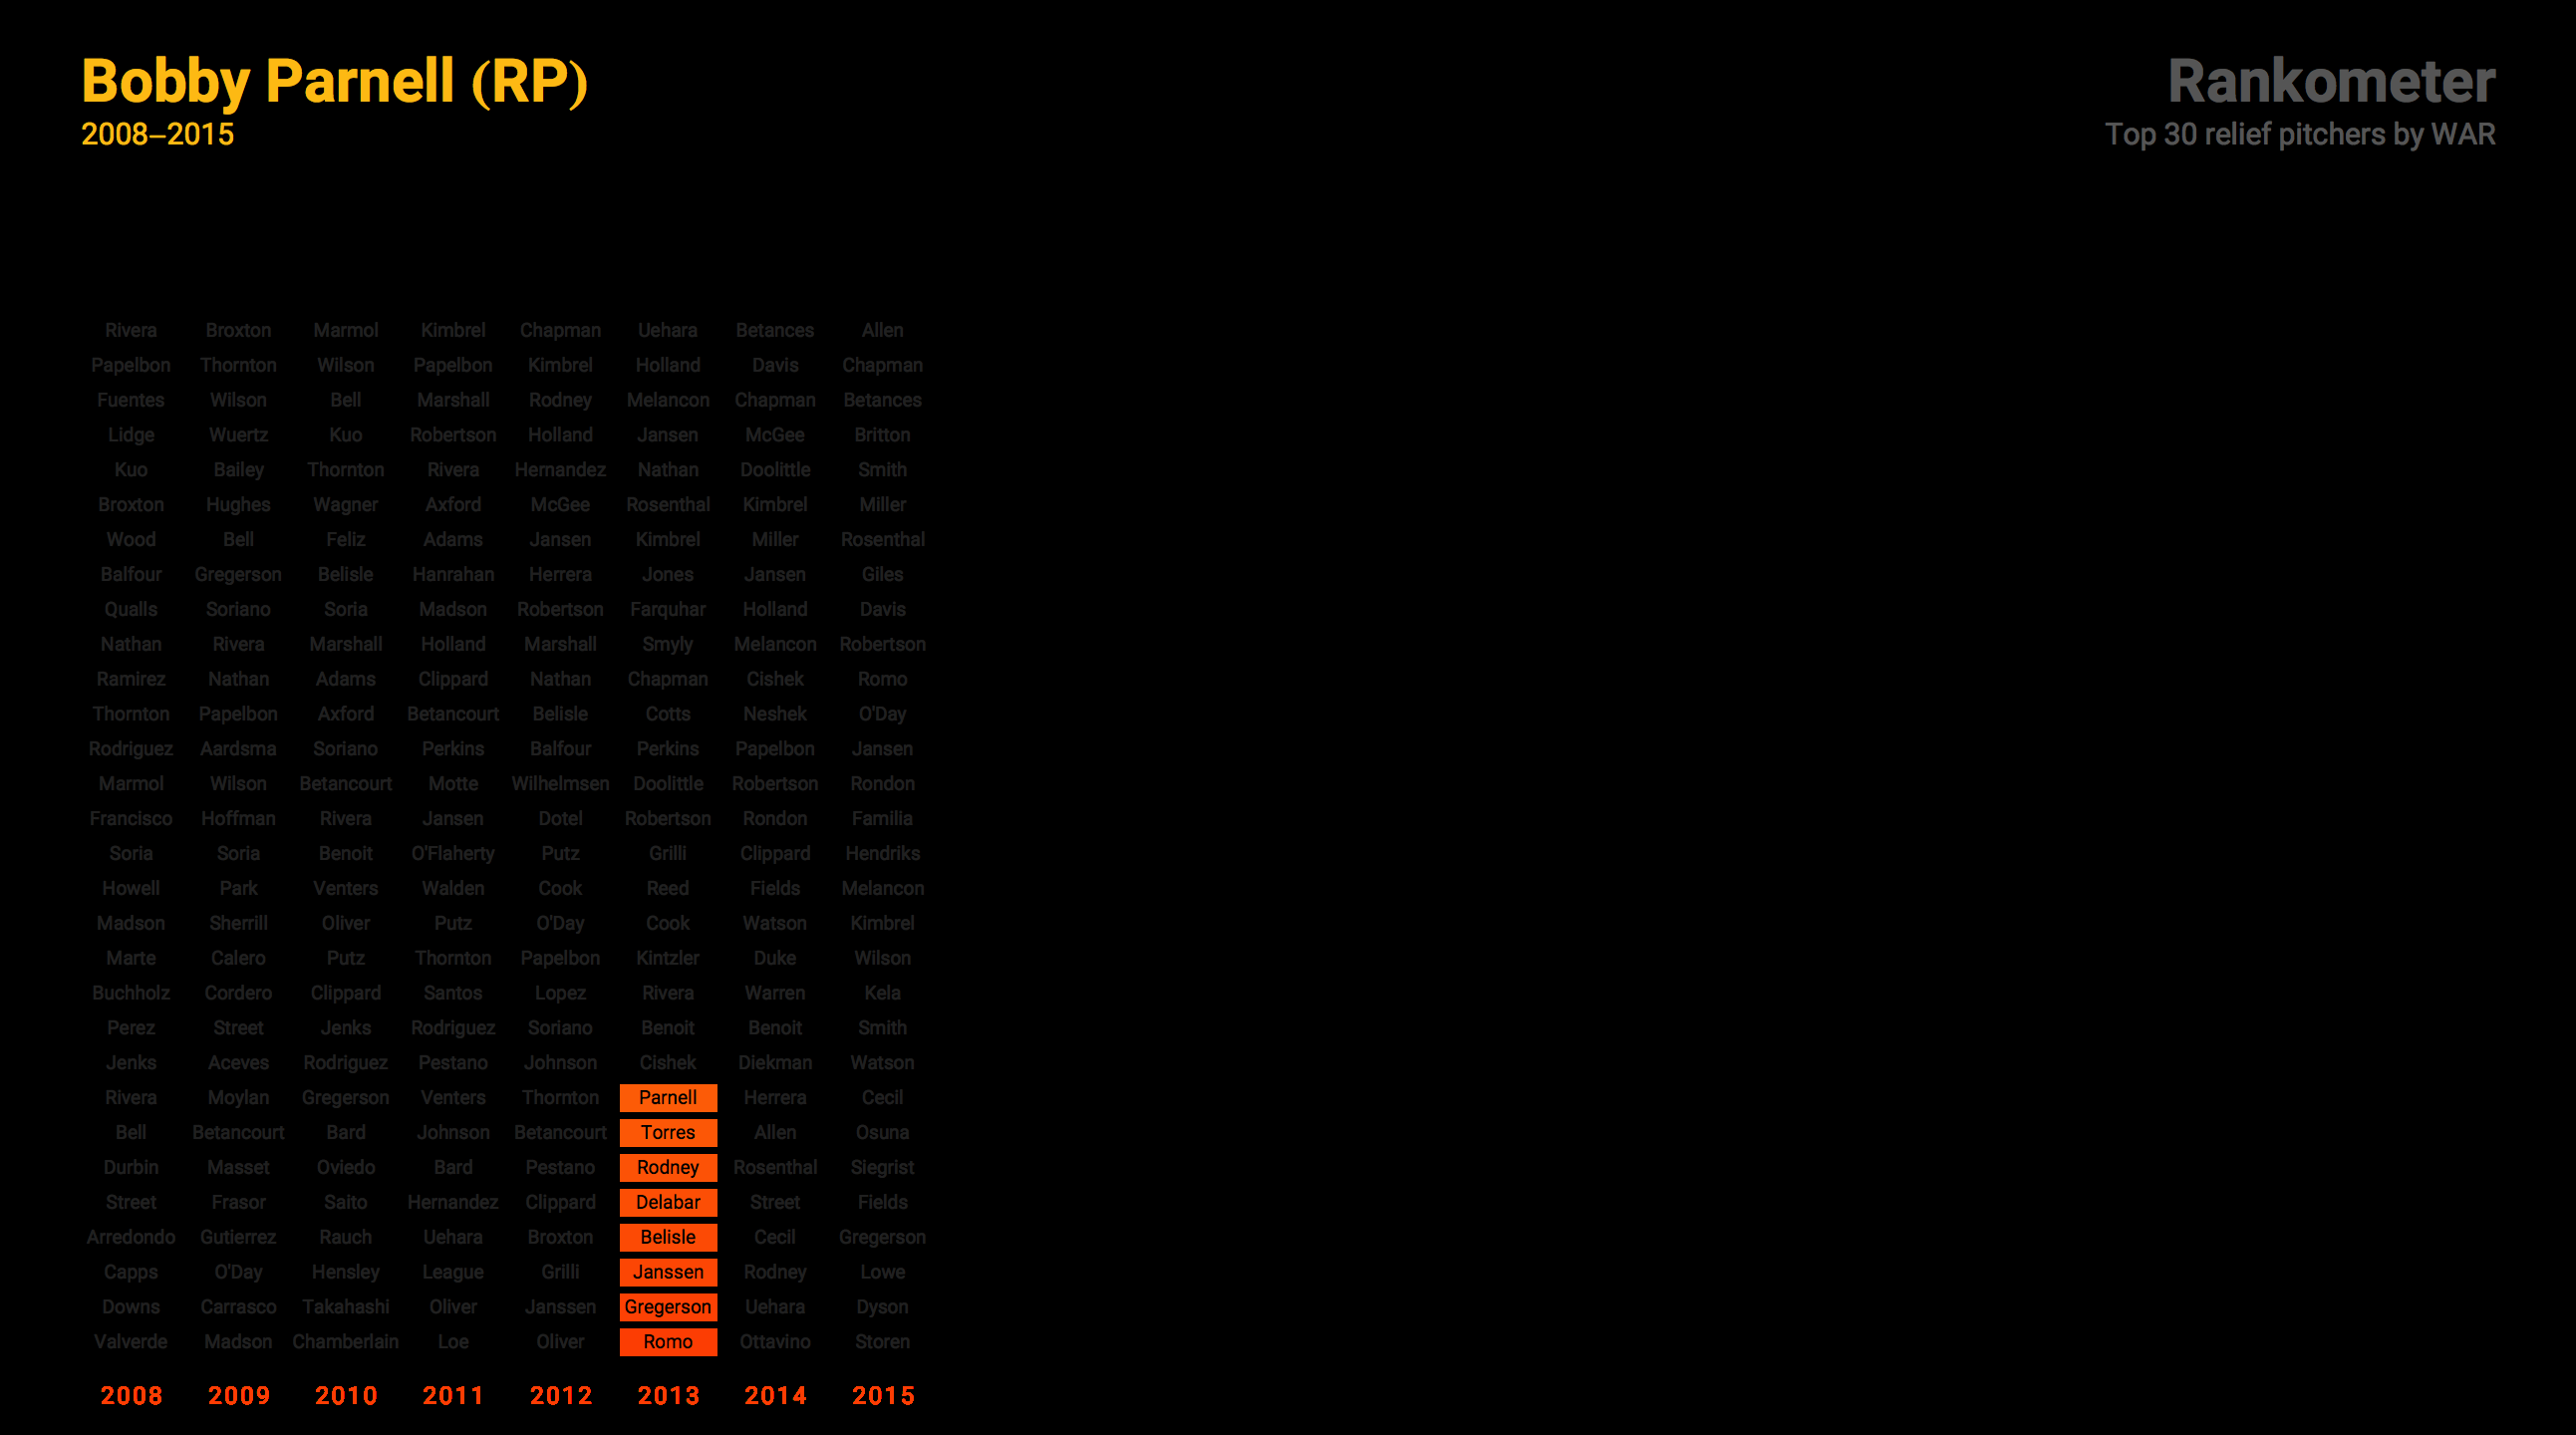 Bobby Parnell (RP)
2008–2015
Rankometer
Top 30 relief pitchers by WAR
Rivera Broxton Marmol Kimbrel Chapman Uehara Betances Allen
Papelbon Thornton Wilson Papelbon Kimbrel Holland Davis Chapman
Fuentes Wilson Bell Marshall Rodney Melancon Chapman Betances
Lidge Wuertz Kuo Robertson Holland Jansen McGee Britton
Kuo Bailey Thornton Rivera Hernandez Nathan Doolittle Smith
Broxton Hughes Wagner Axford McGee Rosenthal Kimbrel Miller
Wood Bell Feliz Adams Jansen Kimbrel Miller Rosenthal
Balfour Gregerson Belisle Hanrahan Herrera Jones Jansen Giles
Qualls Soriano Soria Madson Robertson Farquhar Holland Davis
Nathan Rivera Marshall Holland Marshall Smyly Melancon Robertson
Ramirez Nathan Adams Clippard Nathan Chapman Cishek Romo
Thornton Papelbon Axford Betancourt Belisle Cotts Neshek O'Day
Rodriguez Aardsma Soriano Perkins Balfour Perkins Papelbon Jansen
Marmol Wilson Betancourt Motte Wilhelmsen Doolittle Robertson Rondon
Francisco Hoffman Rivera Jansen Dotel Robertson Rondon Familia
Soria Soria Benoit O'Flaherty Putz Grilli Clippard Hendriks
Howell Park Venters Walden Cook Reed Fields Melancon
Madson Sherrill Oliver Putz O'Day Cook Watson Kimbrel
Marte Calero Putz Thornton Papelbon Kintzler Duke Wilson
Buchholz Cordero Clippard Santos Lopez Rivera Warren Kela
Perez Street Jenks Rodriguez Soriano Benoit Benoit Smith
Jenks Aceves Rodriguez Pestano Johnson Cishek Diekman Watson
Rivera Moylan Gregerson Venters Thornton Parnell Herrera Cecil
Bell Betancourt Bard Johnson Betancourt Torres Allen Osuna
Durbin Masset Oviedo Bard Pestano Rodney Rosenthal Siegrist
Street Frasor Saito Hernandez Clippard Delabar Street Fields
Arredondo Gutierrez Rauch Uehara Broxton Belisle Cecil Gregerson
Capps O'Day Hensley League Grilli Janssen Rodney Lowe
Downs Carrasco Takahashi Oliver Janssen Gregerson Uehara Dyson
Valverde Madson Chamberlain Loe Oliver Romo Ottavino Storen
2008 2009 2010 2011 2012 2013 2014 2015